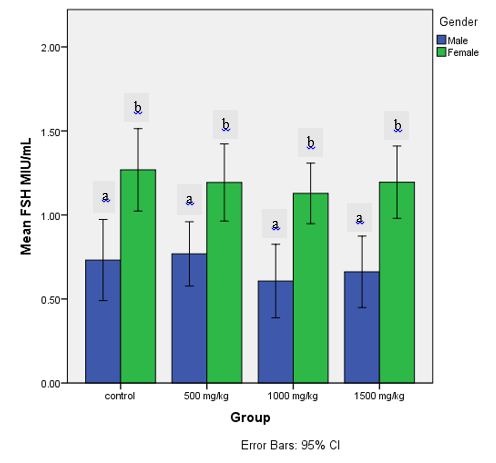 Gender
Male
Female
Mean FSH MIU/mL
2.00
1.50
1.00
0.50
0.00
a
b
a
b
a
b
a
b
control
500 mg/kg
1000 mg/kg
1500 mg/kg
Group
Error Bars: 95% CI